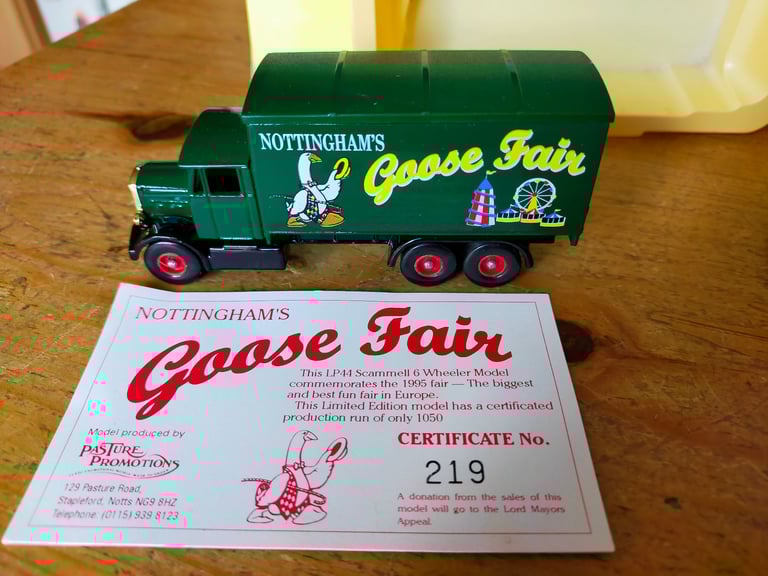 NOTTINGHAM'S
Goose Fair
NOTTINGHAM'S
Goose Fair
This LP44 Scammell 6 Wheeler Model
commemorates the 1995 fair — The biggest
and best fun fair in Europe.
This Limited Edition model has a certificated
production run of only 1050
Model produced by
PASTURE
PROMOTIONS
129 Pasture Road,
Stapleford, Notts NG9 8HZ
Telephone. (0115) 939 8123
CERTIFICATE No.
219
A donation from the sales of this
model will go to the Lord Mayors
Appeal.